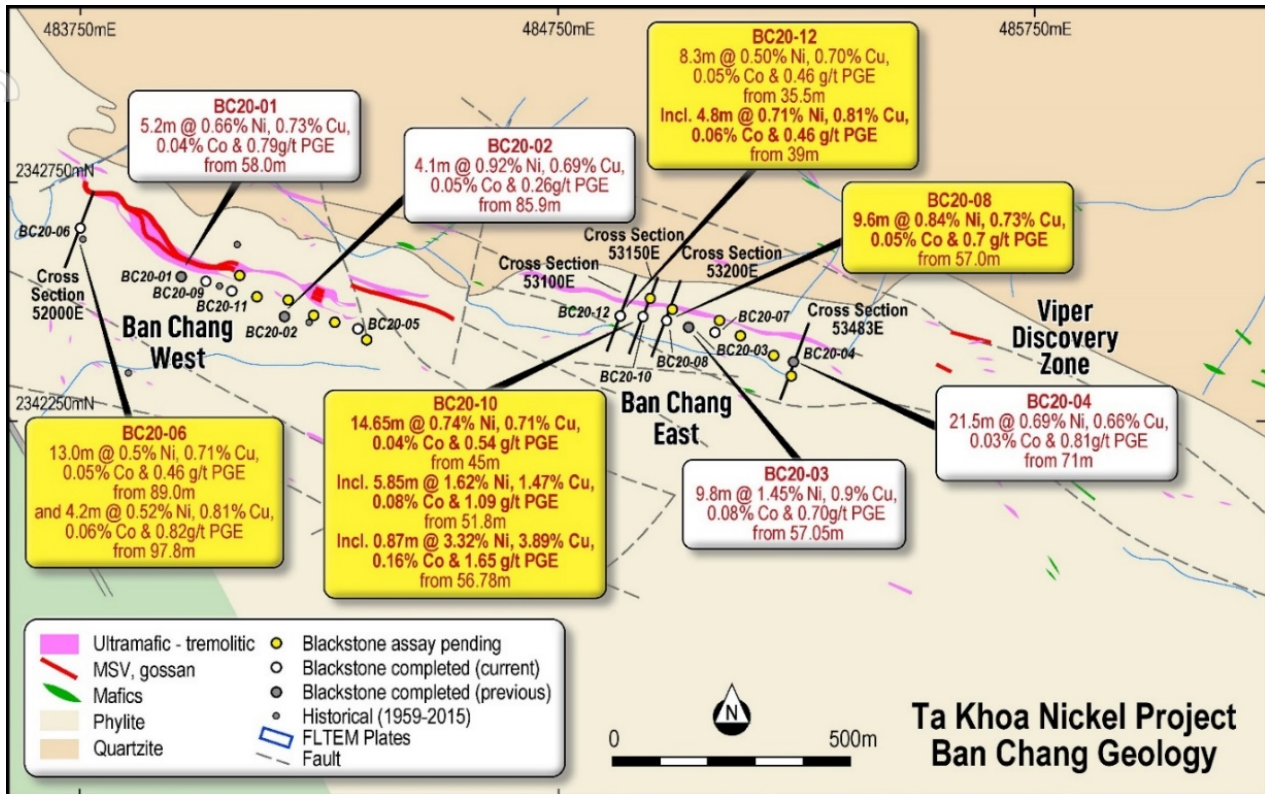 483750mE
484750mE
485750mE
BC20-12
8.3m @ 0.50% Ni, 0.70% Cu,
0.05% Co & 0.46 g/t PGE
from 35.5m
Incl. 4.8m @ 0.71% Ni, 0.81% Cu,
0.06% Co & 0.46 g/t PGE
from 39m
BC20-01
5.2m @ 0.66% Ni, 0.73% Cu,
0.04% Co & 0.79g/t PGE
from 58.0m
BC20-02
4.1m @ 0.92% Ni, 0.69% Cu,
0.05% Co & 0.26g/t PGE
from 85.9m
2342750mN
BC20-08
9.6m @ 0.84% Ni, 0.73% Cu,
0.05% Co & 0.7 g/t PGE
from 57.0m
BC20-06
Cross
Section
52000E
BC20-01
BC20-09
BC20-11
BC20-02
BC20-05
Ban Chang
West
Cross Section
53100E
Cross Section
53150E
Cross Section
53200E
Cross Section
53483E
BC20-12
BC20-10
BC20-08
BC20-07
BC20-03
BC20-04
Viper
Discovery
Zone
Ban Chang
East
2342250mN
BC20-06
13.0m @ 0.5% Ni, 0.71% Cu,
0.05% Co & 0.46 g/t PGE
from 89.0m
and 4.2m @ 0.52% Ni, 0.81% Cu,
0.06% Co & 0.82g/t PGE
from 97.8m
BC20-10
14.65m @ 0.74% Ni, 0.71% Cu,
0.04% Co & 0.54 g/t PGE
from 45m
Incl. 5.85m @ 1.62% Ni, 1.47% Cu,
0.08% Co & 1.09 g/t PGE
from 51.8m
Incl. 0.87m @ 3.32% Ni, 3.89% Cu,
0.16% Co & 1.65 g/t PGE
from 56.78m
BC20-03
9.8m @ 1.45% Ni, 0.9% Cu,
0.08% Co & 0.70g/t PGE
from 57.05m
BC20-04
21.5m @ 0.69% Ni, 0.66% Cu,
0.03% Co & 0.81g/t PGE
from 71m
Ultramafic - tremolitic
MSV, gossan
Mafics
Phylite
Quartzite
Blackstone assay pending
Blackstone completed (current)
Blackstone completed (previous)
Historical (1959-2015)
FLTEM Plates
Fault
N
0
500m
Ta Khoa Nickel Project
Ban Chang Geology